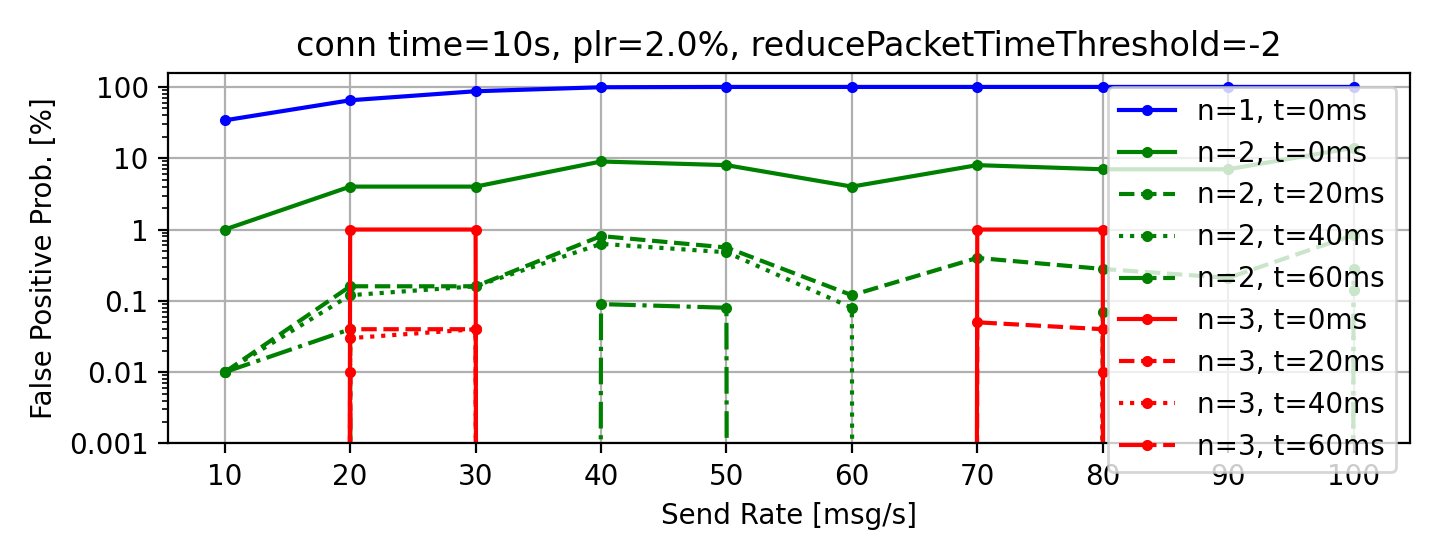 conn time=10s, plr=2.0%, reducePacketTimeThreshold=-2
False Positive Prob. [%]
100
10
1
0.1
0.01
0.001
n=1, t=0ms
n=2, t=0ms
n=2, t=20ms
n=2, t=40ms
n=2, t=60ms
n=3, t=0ms
n=3, t=20ms
n=3, t=40ms
n=3, t=60ms
10 20 30 40 50 60 70 80 90 100
Send Rate [msg/s]